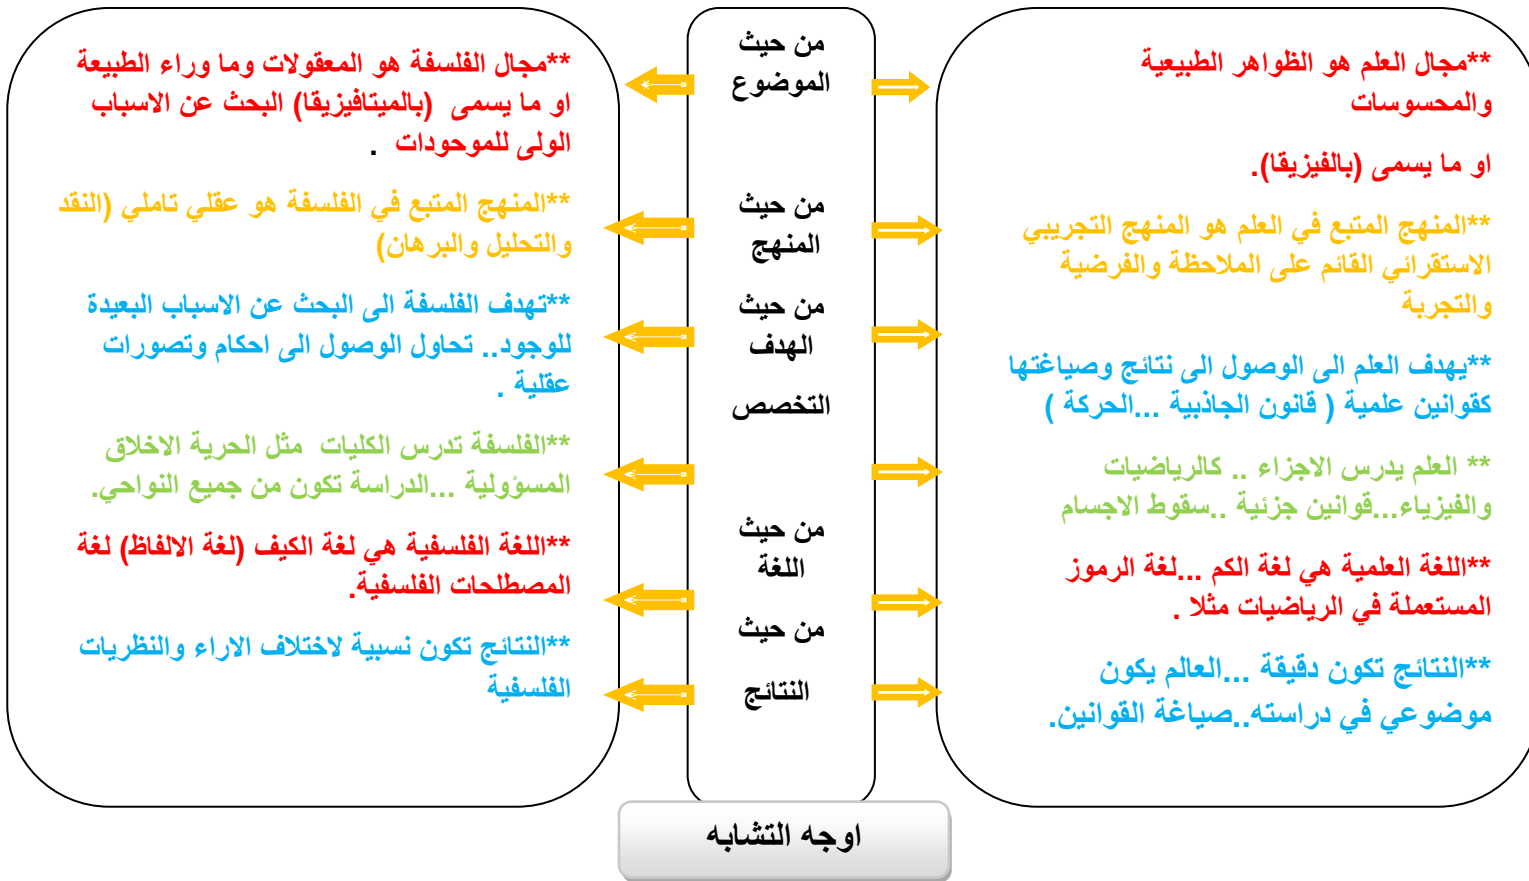 **مجال العلم هو الظواهر الطبيعية
والمحسوسات
او ما يسمى (بالفيزيقا).
**المنهج المتبع في العلم هو المنهج التجريبي
الاستقرائي القائم على الملاحظة والفرضية
والتجربة
**يهدف العلم الى الوصول الى نتائج وصياغتها
كقوانين علمية ( قانون الجاذبية ...الحركة )
** العلم يدرس الاجزاء .. كالرياضيات
والفيزياء...قوانين جزئية ..سقوط الاجسام
**اللغة العلمية هي لغة الكم ...لغة الرموز
المستعملة في الرياضيات مثلا .
**النتائج تكون دقيقة ...العالم يكون
موضوعي في دراسته..صياغة القوانين.
من حيث
الموضوع
من حيث
المنهج
من حيث
الهدف
التخصص
من حيث
اللغة
من حيث
النتائج
**مجال الفلسفة هو المعقولات وما وراء الطبيعة
او ما يسمى (بالميتافيزيقا) البحث عن الاسباب
الولى للموحودات .
**المنهج المتبع في الفلسفة هو عقلي تاملي (النقد
والتحليل والبرهان)
**تهدف الفلسفة الى البحث عن الاسباب البعيدة
للوجود.. تحاول الوصول الى احكام وتصورات
عقلية .
**الفلسفة تدرس الكليات مثل الحرية الاخلاق
المسؤولية ...الدراسة تكون من جميع النواحي.
**اللغة الفلسفية هي لغة الكيف (لغة الالفاظ) لغة
المصطلحات الفلسفية.
**النتائج تكون نسبية لاختلاف الاراء والنظريات
الفلسفية
اوجه التشابه